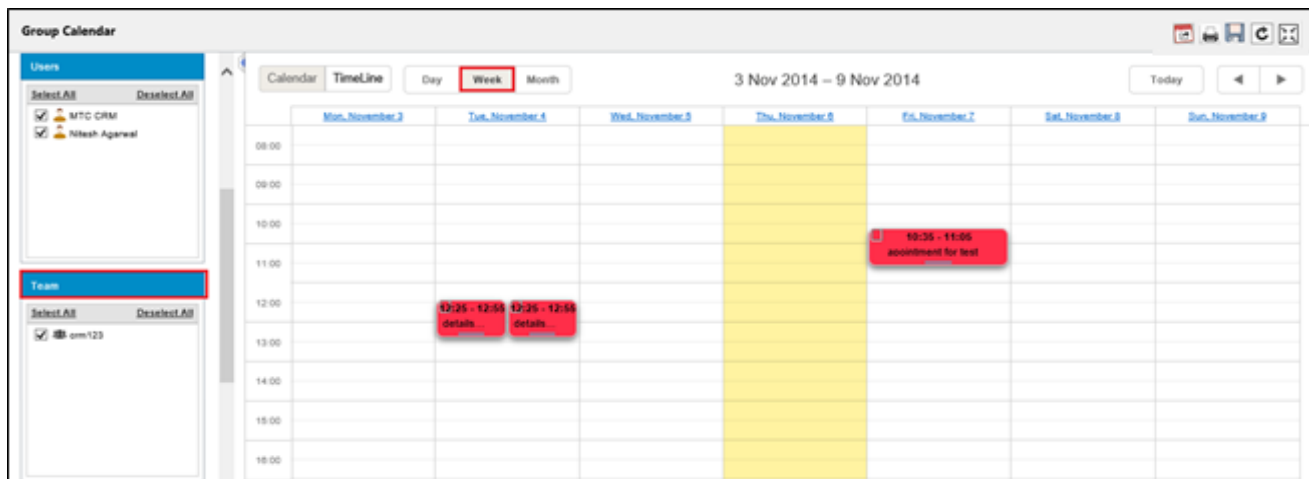 Group Calendar
Users
Select All Deselect All
MTC CRM
Nitesh Agarwal
Team
Select All Deselect All
crm123
Calendar TimeLine Day Week Month 3 Nov 2014 – 9 Nov 2014 Today
Mon, November 3 Tue, November 4 Wed, November 5 Thu, November 6 Fri, November 7 Sat, November 8 Sun, November 9
08:00
09:00
10:00
10:35 - 11:05
apointment for test
11:00
12:00
12:25 - 12:55 12:25 - 12:55
details... details...
13:00
14:00
15:00
16:00